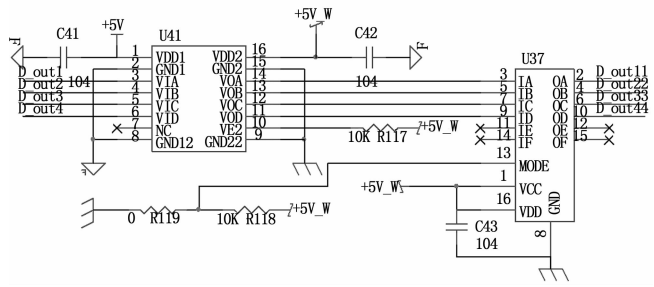 +5V
U41
+5V_W
F
C41
C42
F
1 VDD1 VDD2 16
2 GND1 GND2 15
3 VIA VOA 14
4 VIB VOB 13
5 VIC VOC 12
6 VID VOD 11
7 NC VE2 10
8 GND12 GND22 9
D_out1
D_out2
D_out3
D_out4
104
104
10K R117
+5V_W
U37
3 IA OA 2 D_out11
5 IB OB 4 D_out22
7 IC OC 6 D_out33
9 ID OD 10 D_out44
11 IE OE 12
14 IF OF 15
13 MODE
1 VCC
16 VDD
GND
8
+5V_W
C43
104
0 R119
10K R118
+5V_W